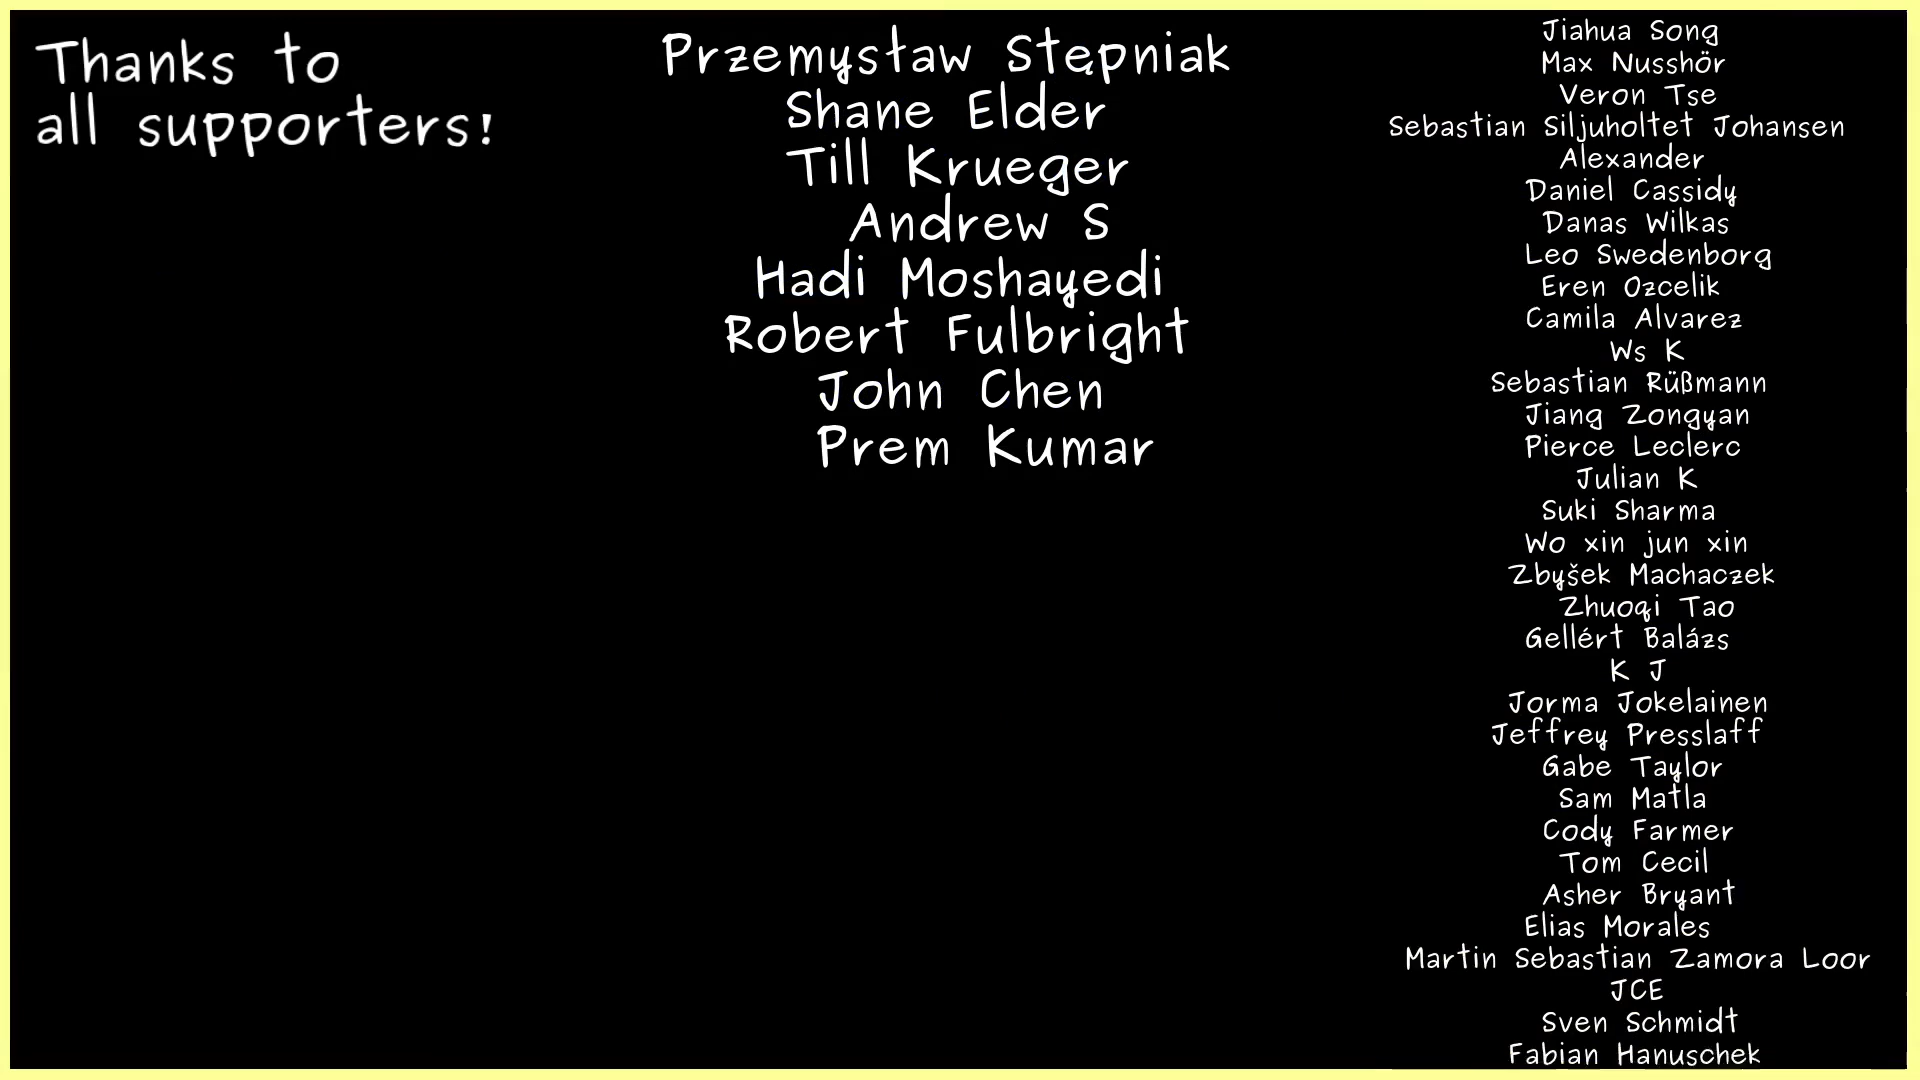 Thanks to
all supporters!
Przemysław Stępniak
Shane Elder
Till Krueger
Andrew S
Hadi Moshayedi
Robert Fulbright
John Chen
Prem Kumar
Jiahua Song
Max Nusshör
Veron Tse
Sebastian Siljuholtet Johansen
Alexander
Daniel Cassidy
Danas Wilkas
Leo Swedenborg
Eren Ozcelik
Camila Alvarez
Ws K
Sebastian Rüßmann
Jiang Zongyan
Pierce Leclerc
Julian K
Suki Sharma
Wo xin jun xin
Zbyšek Machaczek
Zhuoqi Tao
Gellért Balázs
K J
Jorma Jokelainen
Jeffrey Presslaff
Gabe Taylor
Sam Matla
Cody Farmer
Tom Cecil
Asher Bryant
Elias Morales
Martin Sebastian Zamora Loor
JCE
Sven Schmidt
Fabian Hanuschek